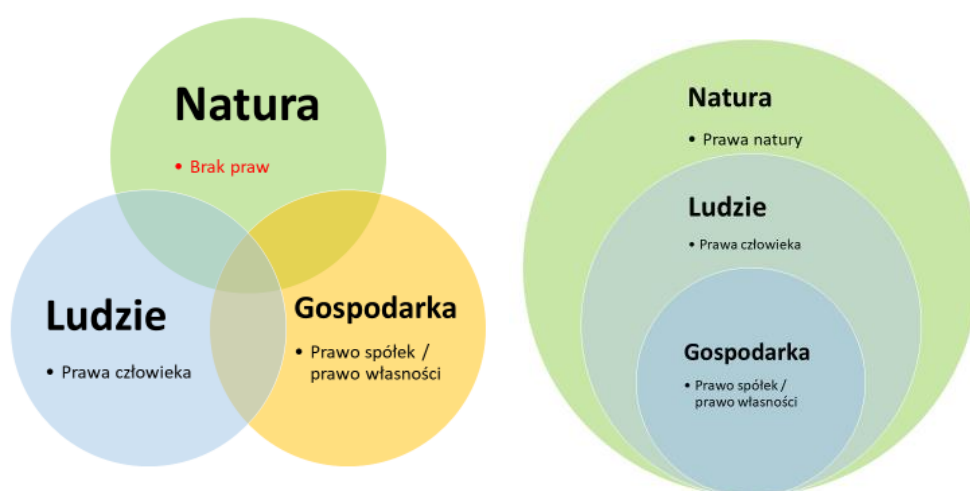 Natura
• Brak praw
Ludzie
• Prawa człowieka
Gospodarka
• Prawo spółek /
prawo własności
Natura
• Prawa natury
Ludzie
• Prawa człowieka
Gospodarka
• Prawo spółek /
prawo własności